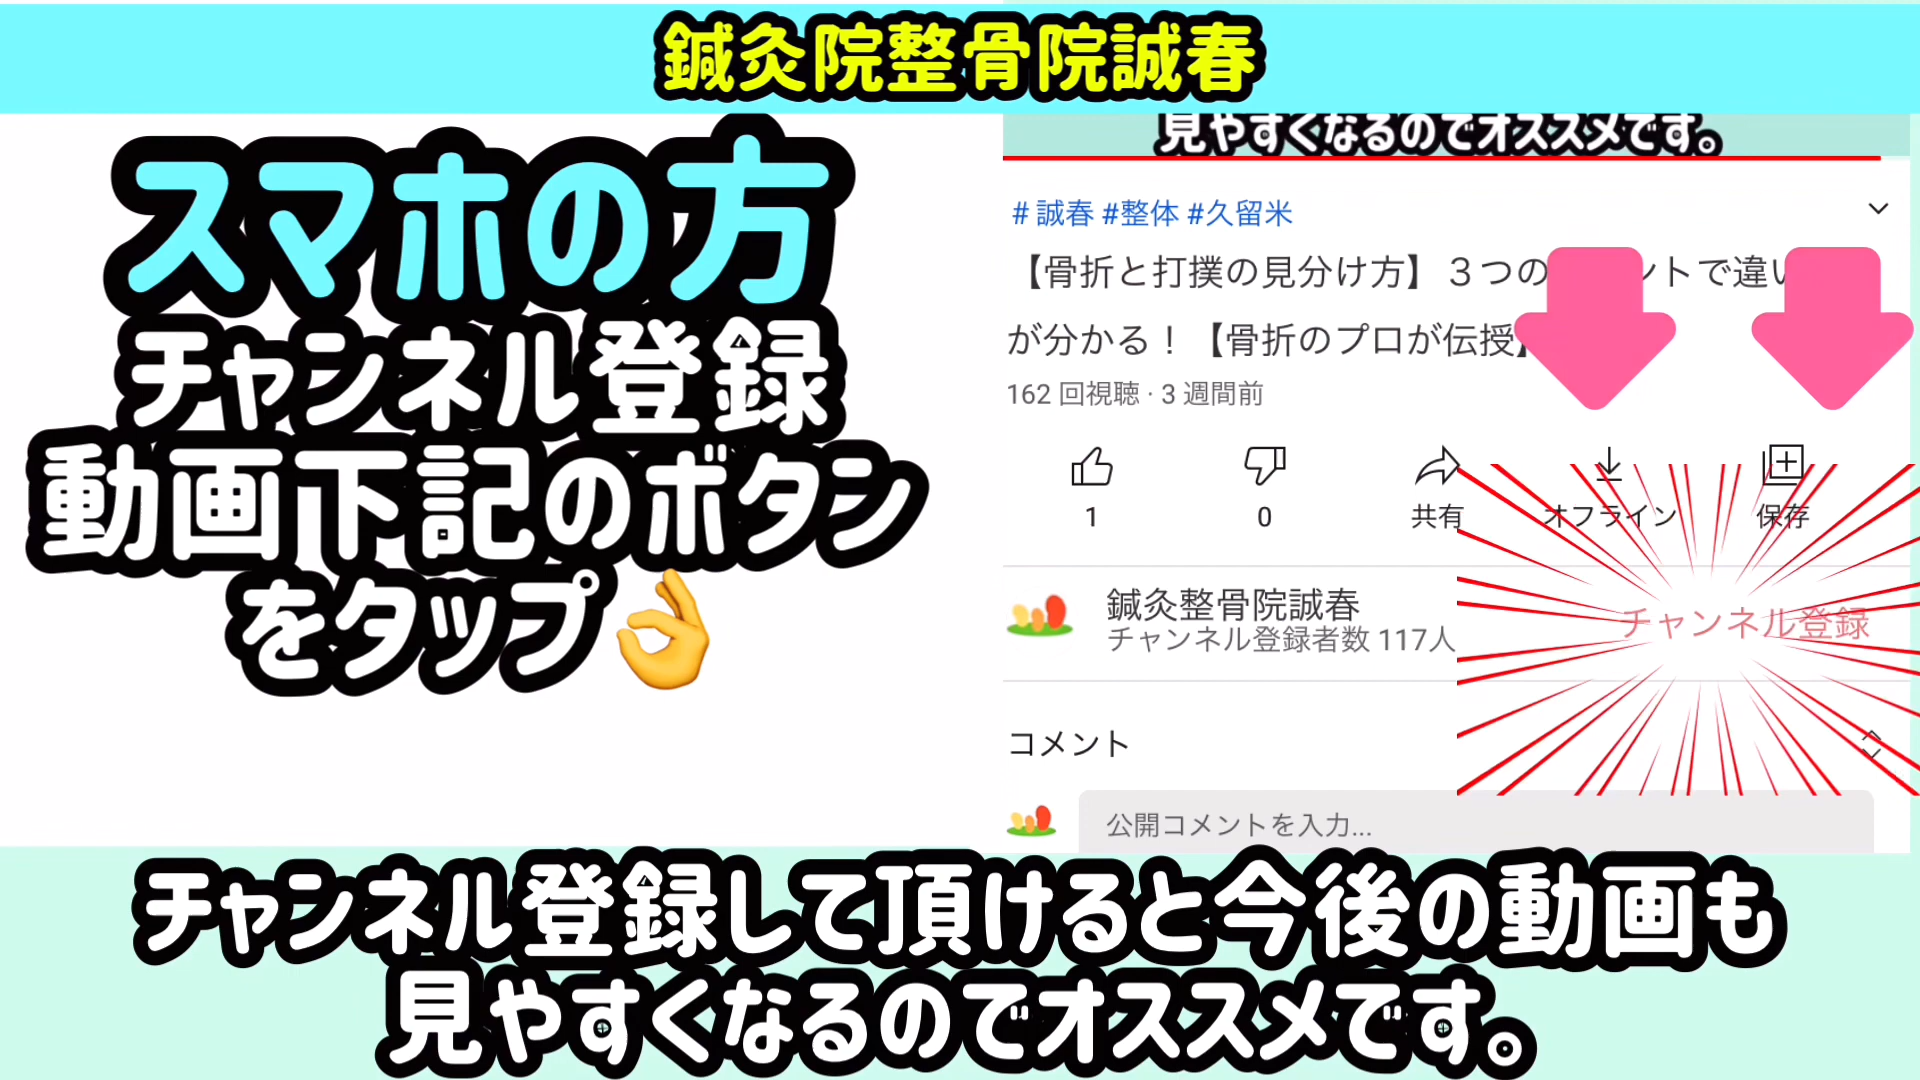 鍼灸院整骨院誠春
スマホの方
チャンネル登録
動画下記のボタン
をタップ👌
見やすくなるのでオススメです。
#誠春 #整体 #久留米
【骨折と打撲の見分け方】３つの ントで違い
が分かる！【骨折のプロが伝授】
162 回視聴 · 3 週間前
1
0
共有
オフライン
保存
鍼灸整骨院誠春
チャンネル登録者数 117人
チャンネル登録
コメント
公開コメントを入力...
チャンネル登録して頂けると今後の動画も
見やすくなるのでオススメです。